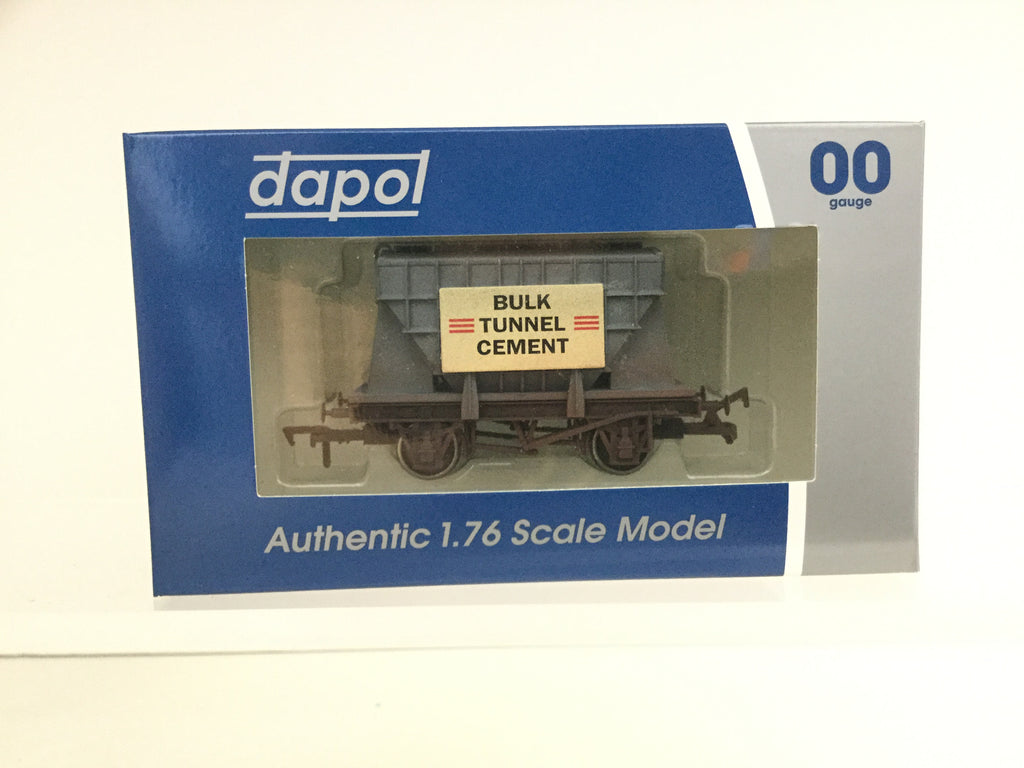 dapol
00
gauge
BULK
TUNNEL
CEMENT
Authentic 1.76 Scale Model